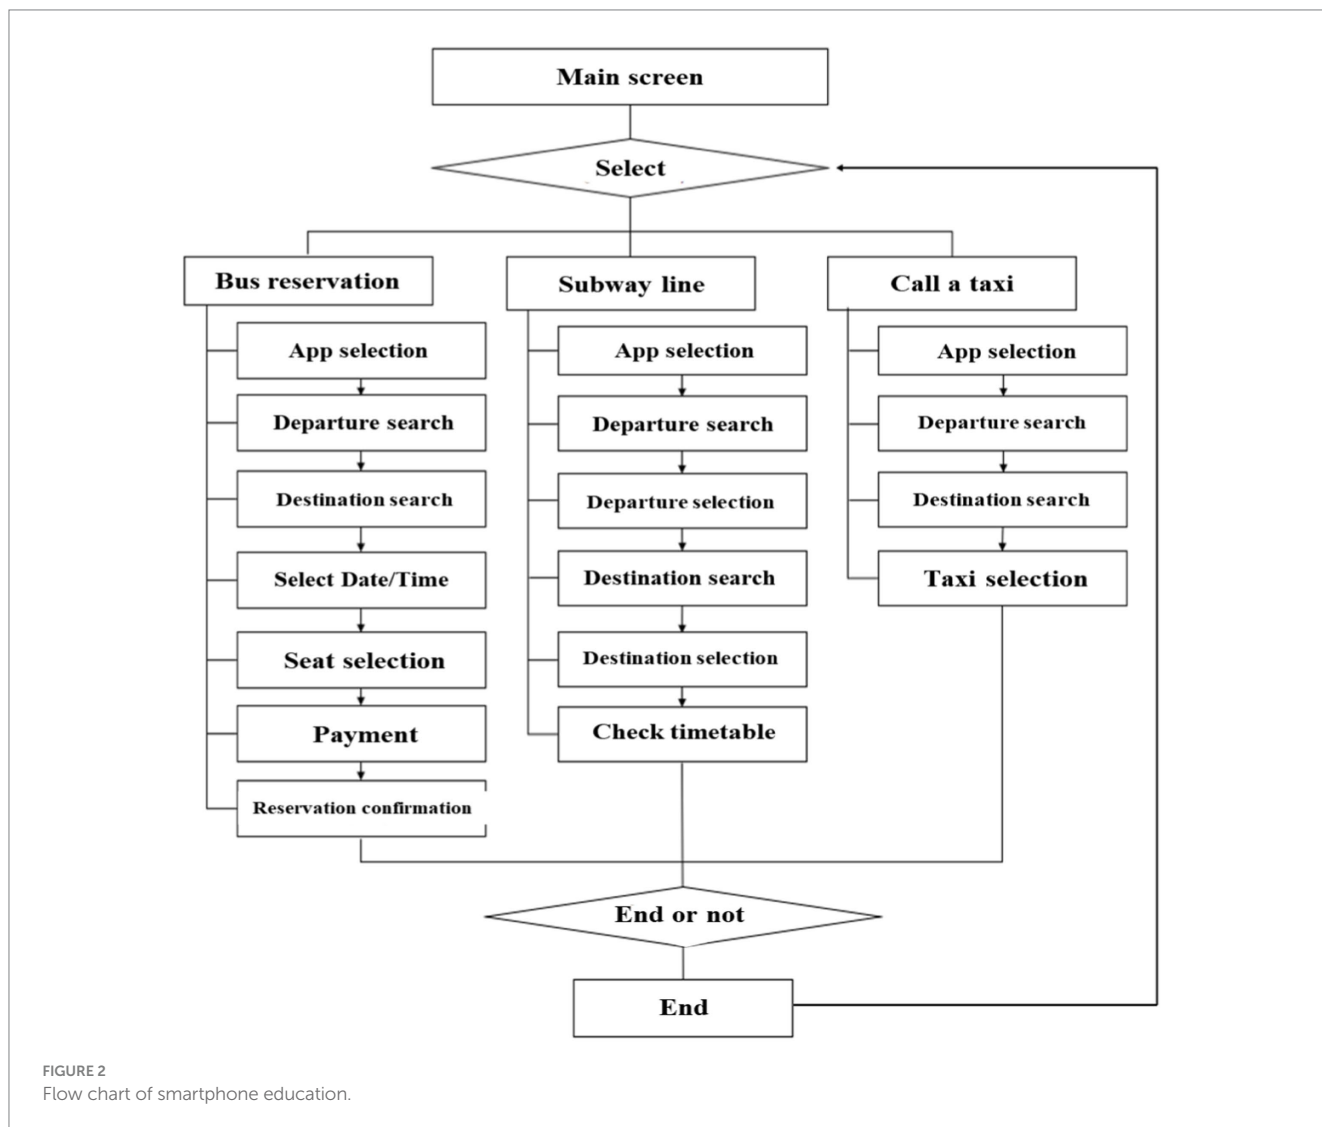 Main screen
Select
Bus reservation
App selection
Departure search
Destination search
Select Date/Time
Seat selection
Payment
Reservation confirmation
Subway line
App selection
Departure search
Departure selection
Destination search
Destination selection
Check timetable
Call a taxi
App selection
Departure search
Destination search
Taxi selection
End or not
End
FIGURE 2
Flow chart of smartphone education.